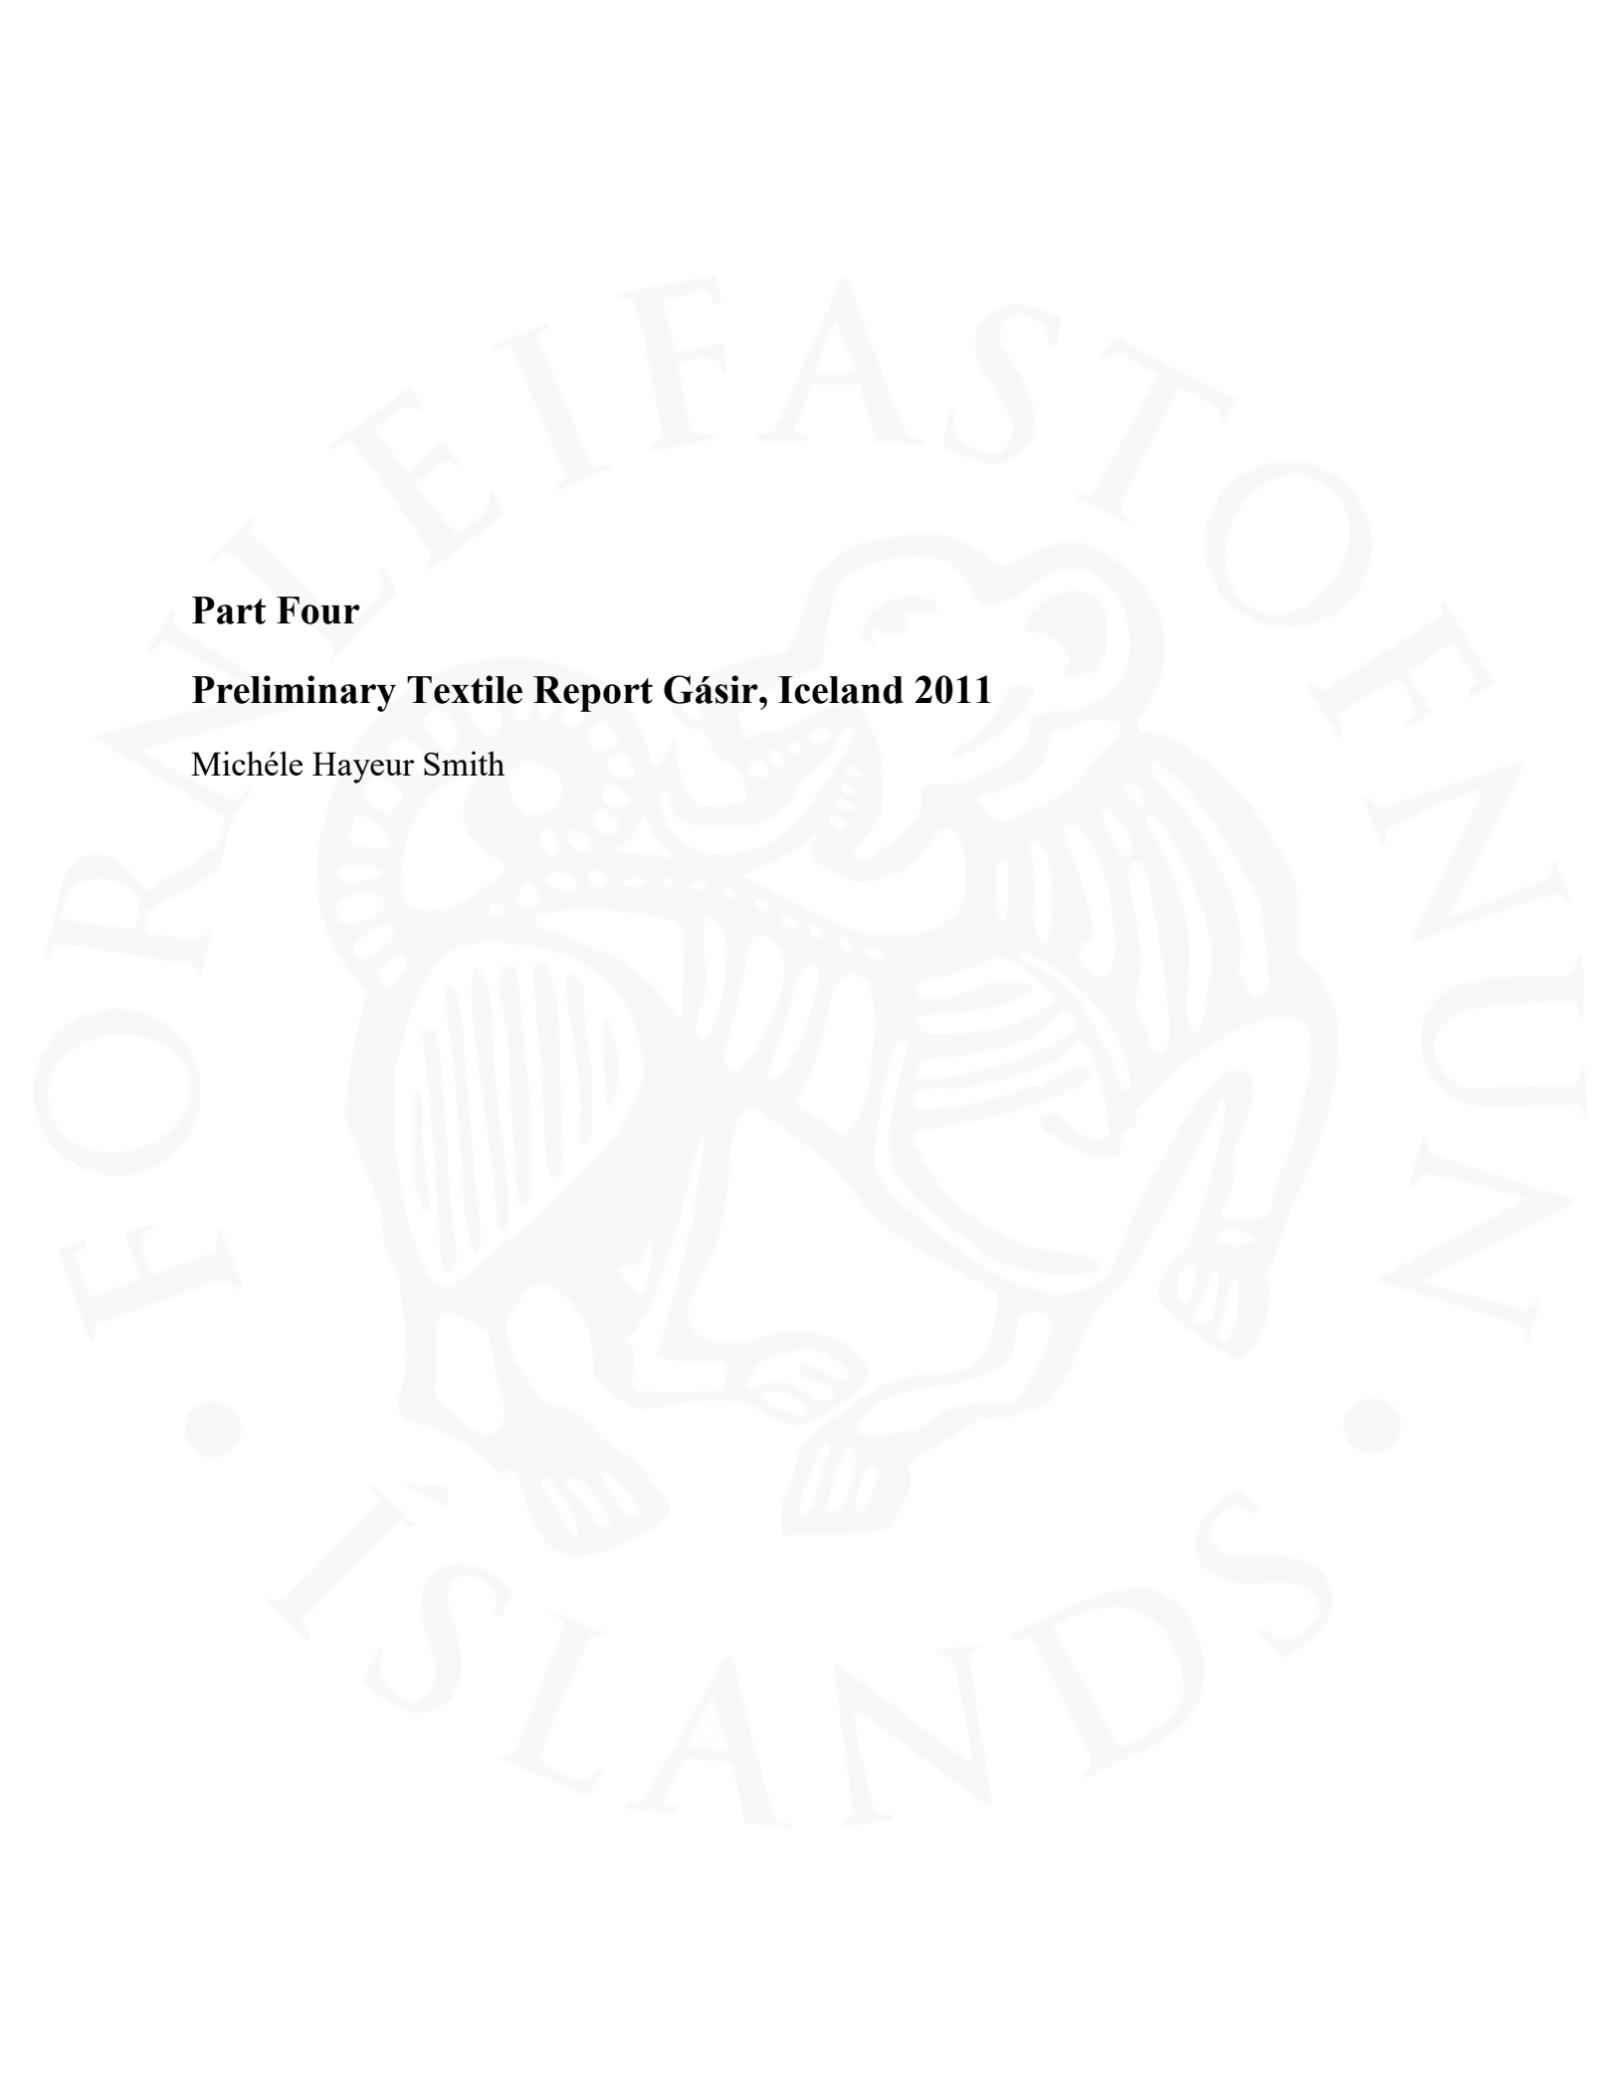 Part Four
Preliminary Textile Report Gásir, Iceland 2011
Michéle Hayeur Smith
FORNLEIFASTOFNUN
• ÍSLANDS •